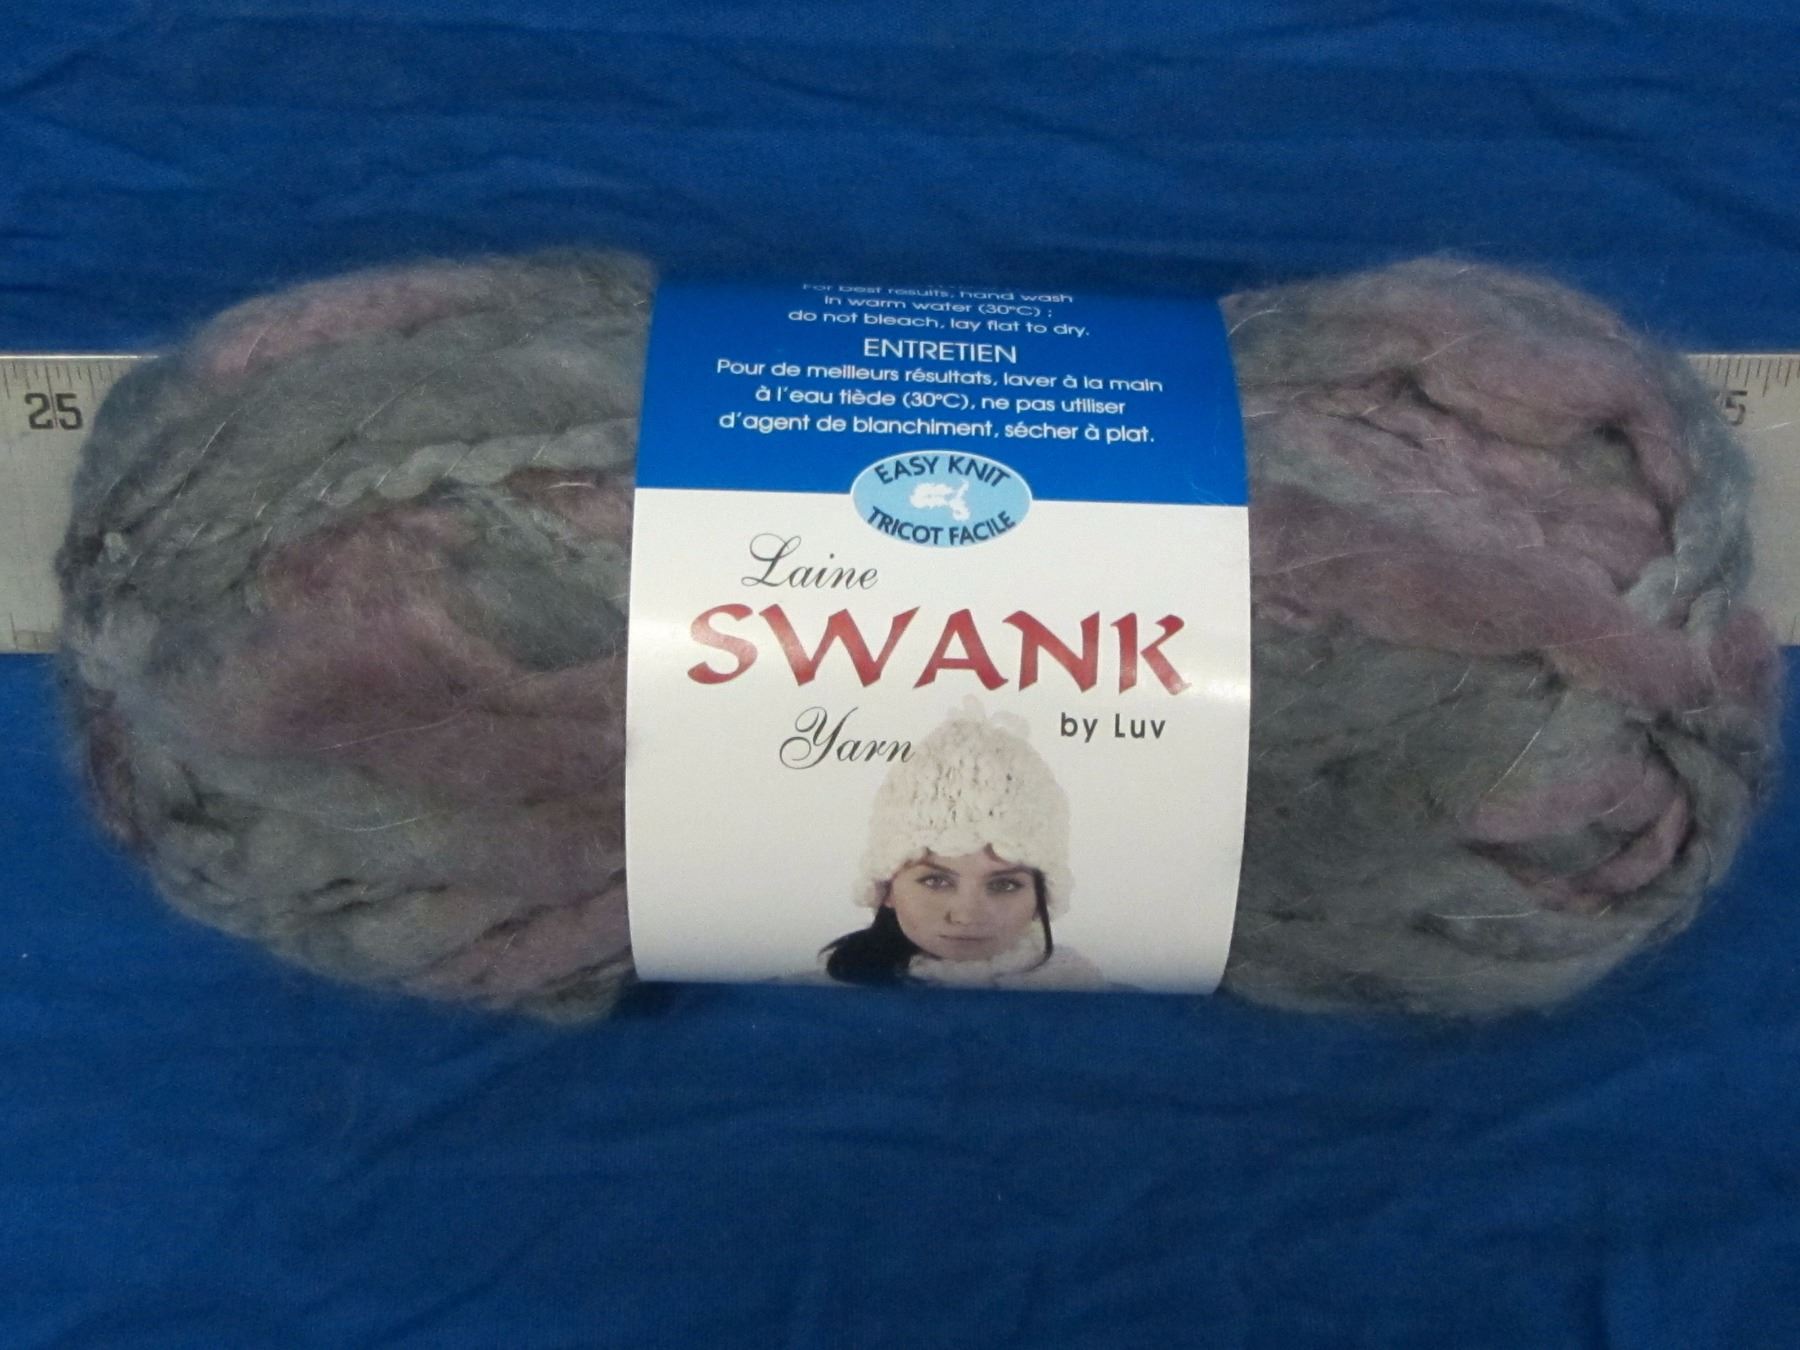 For best results, hand wash
in warm water (30°C) ;
do not bleach, lay flat to dry.
ENTRETIEN
Pour de meilleurs résultats, laver à la main
à l'eau tiède (30°C), ne pas utiliser
d'agent de blanchiment, sécher à plat.
EASY KNIT
TRICOT FACILE
Laine
SWANK
by Luv
Yarn
25